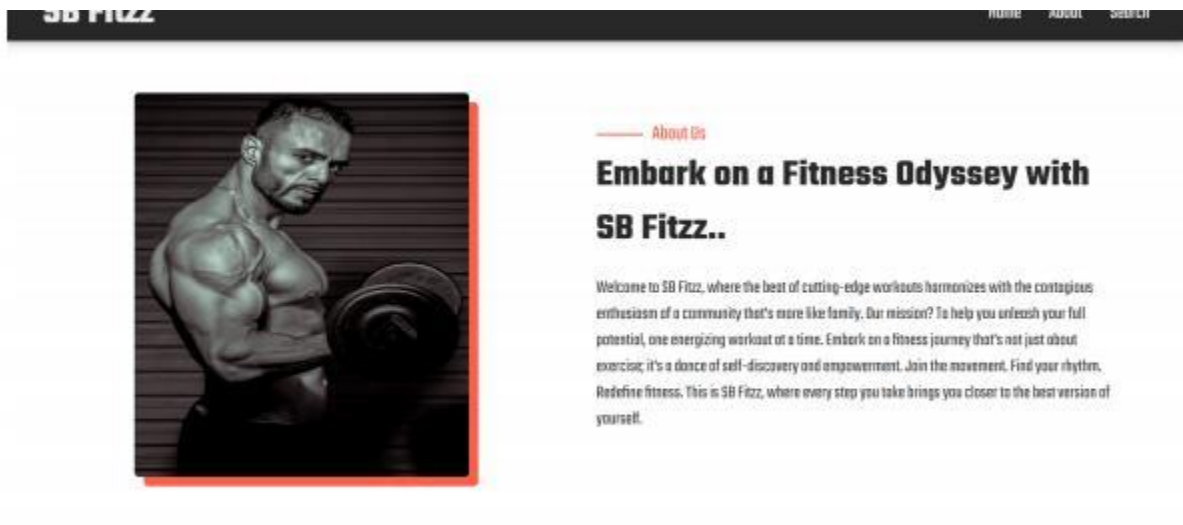 SB Fitzz
Home About Search
About Us
Embark on a Fitness Odyssey with
SB Fitzz..
Welcome to SB Fitzz, where the beat of cutting-edge workouts harmonizes with the contagious
enthusiasm of a community that's more like family. Our mission? To help you unleash your full
potential, one energizing workout at a time. Embark on a fitness journey that's not just about
exercise; it's a dance of self-discovery and empowerment. Join the movement. Find your rhythm.
Redefine fitness. This is SB Fitzz, where every step you take brings you closer to the best version of
yourself.